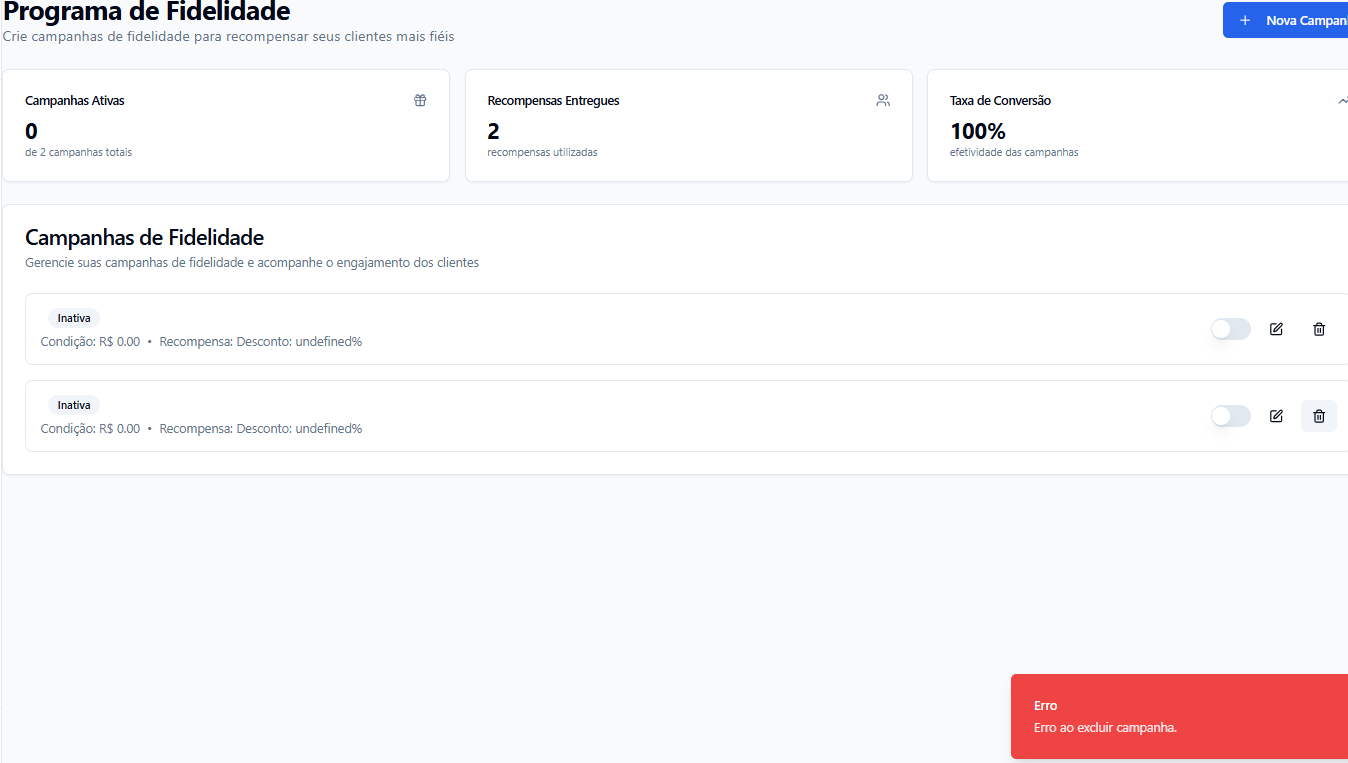 Programa de Fidelidade
Crie campanhas de fidelidade para recompensar seus clientes mais fiéis
+ Nova Campan
Campanhas Ativas
0
de 2 campanhas totais
Recompensas Entregues
2
recompensas utilizadas
Taxa de Conversão
100%
efetividade das campanhas
Campanhas de Fidelidade
Gerencie suas campanhas de fidelidade e acompanhe o engajamento dos clientes
Inativa
Condição: R$ 0.00 • Recompensa: Desconto: undefined%
Inativa
Condição: R$ 0.00 • Recompensa: Desconto: undefined%
Erro
Erro ao excluir campanha.